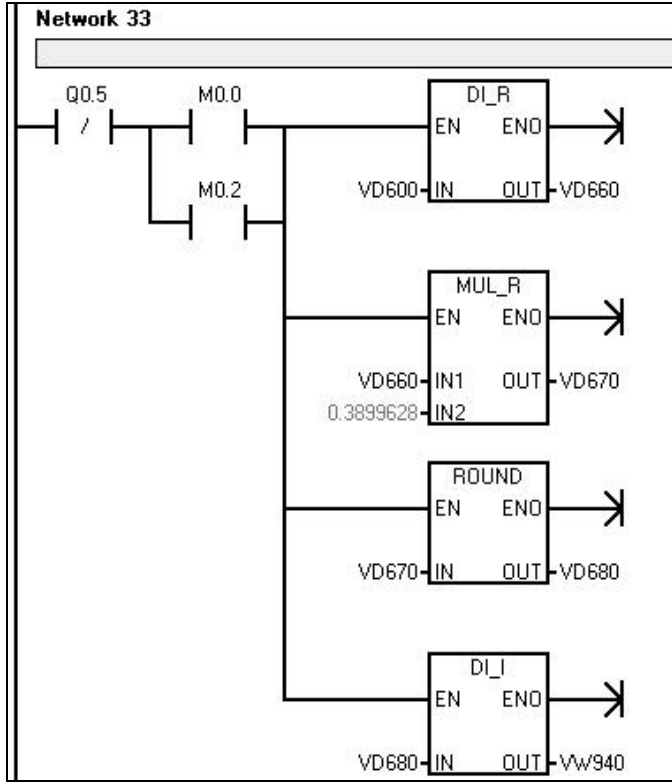 Network 33
Q0.5 M0.0 DI_R
/ EN ENO
M0.2 VD600 IN OUT VD660
MUL_R
EN ENO
VD660 IN1 OUT VD670
0.3899628 IN2
ROUND
EN ENO
VD670 IN OUT VD680
DI_I
EN ENO
VD680 IN OUT VW940